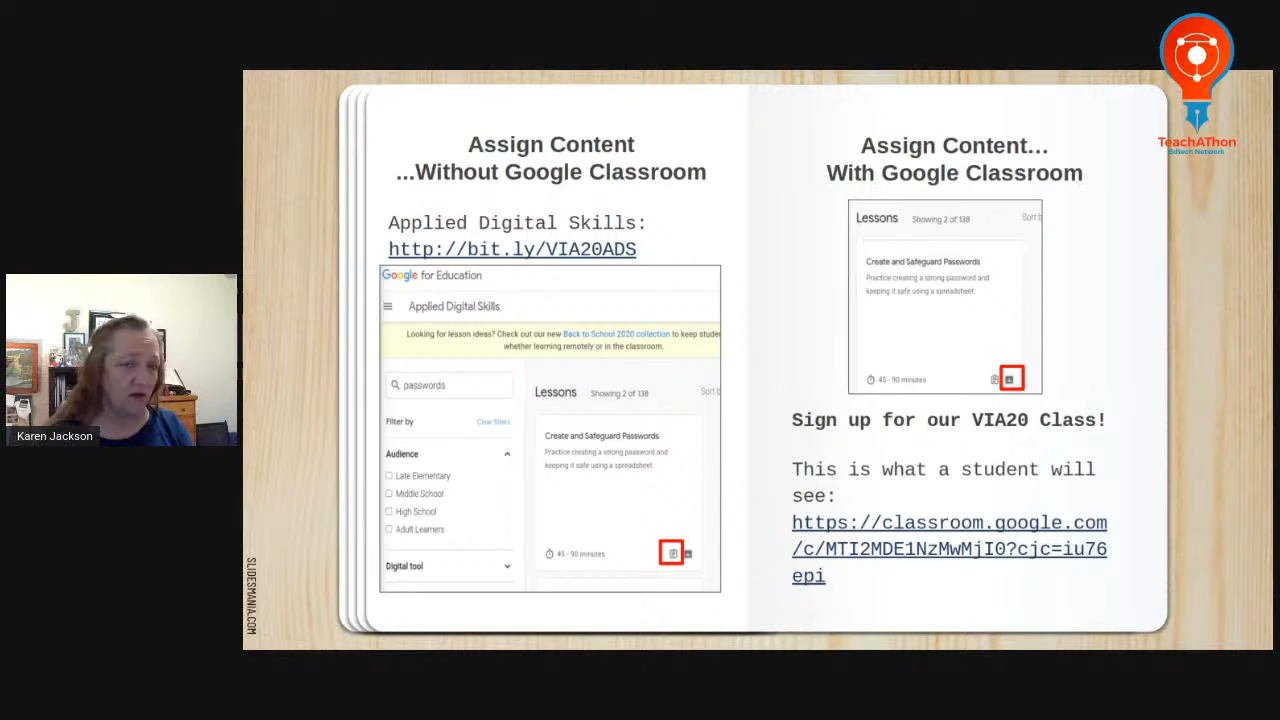 TeachAThon
Edtech Network
Assign Content
...Without Google Classroom
Applied Digital Skills:
http://bit.ly/VIA20ADS
Google for Education
Applied Digital Skills
Looking for lesson ideas? Check out our new Back to School 2020 collection to keep stude
whether learning remotely or in the classroom.
passwords
Filter by
Clear filters
Audience
Late Elementary
Middle School
High School
Adult Learners
Digital tool
Lessons Showing 2 of 138
Sort b
Create and Safeguard Passwords
Practice creating a strong password and
keeping it safe using a spreadsheet.
45 - 90 minutes
Assign Content...
With Google Classroom
Lessons Showing 2 of 138
Sort b
Create and Safeguard Passwords
Practice creating a strong password and
keeping it safe using a spreadsheet.
45 - 90 minutes
Sign up for our VIA20 Class!
This is what a student will
see:
https://classroom.google.com
/c/MTI2MDE1NzMwMjI0?cjc=iu76
epi
Karen Jackson
SLIDESMANIA.COM